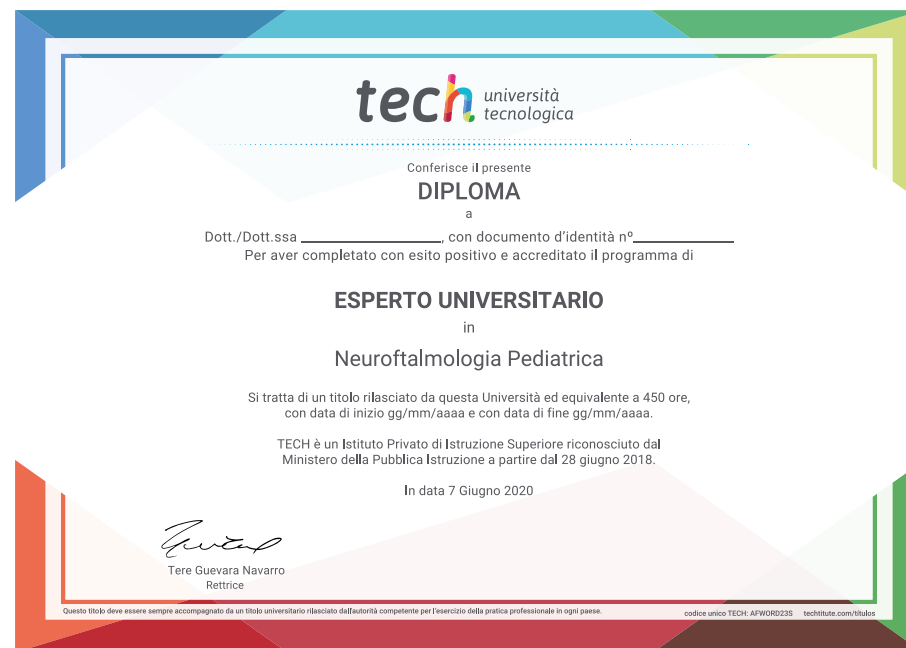 tech università
tecnologica
Conferisce il presente
DIPLOMA
a
Dott./Dott.ssa ____________________, con documento d'identità nº______________
Per aver completato con esito positivo e accreditato il programma di
ESPERTO UNIVERSITARIO
in
Neuroftalmologia Pediatrica
Si tratta di un titolo rilasciato da questa Università ed equivalente a 450 ore,
con data di inizio gg/mm/aaaa e con data di fine gg/mm/aaaa.
TECH è un Istituto Privato di Istruzione Superiore riconosciuto dal
Ministero della Pubblica Istruzione a partire dal 28 giugno 2018.
In data 7 Giugno 2020
Tere Guevara Navarro
Rettrice
Questo titolo deve essere sempre accompagnato da un titolo universitario rilasciato dall'autorità competente per l'esercizio della pratica professionale in ogni paese.
codice unico TECH: AFWORD23S techtitute.com/titulos